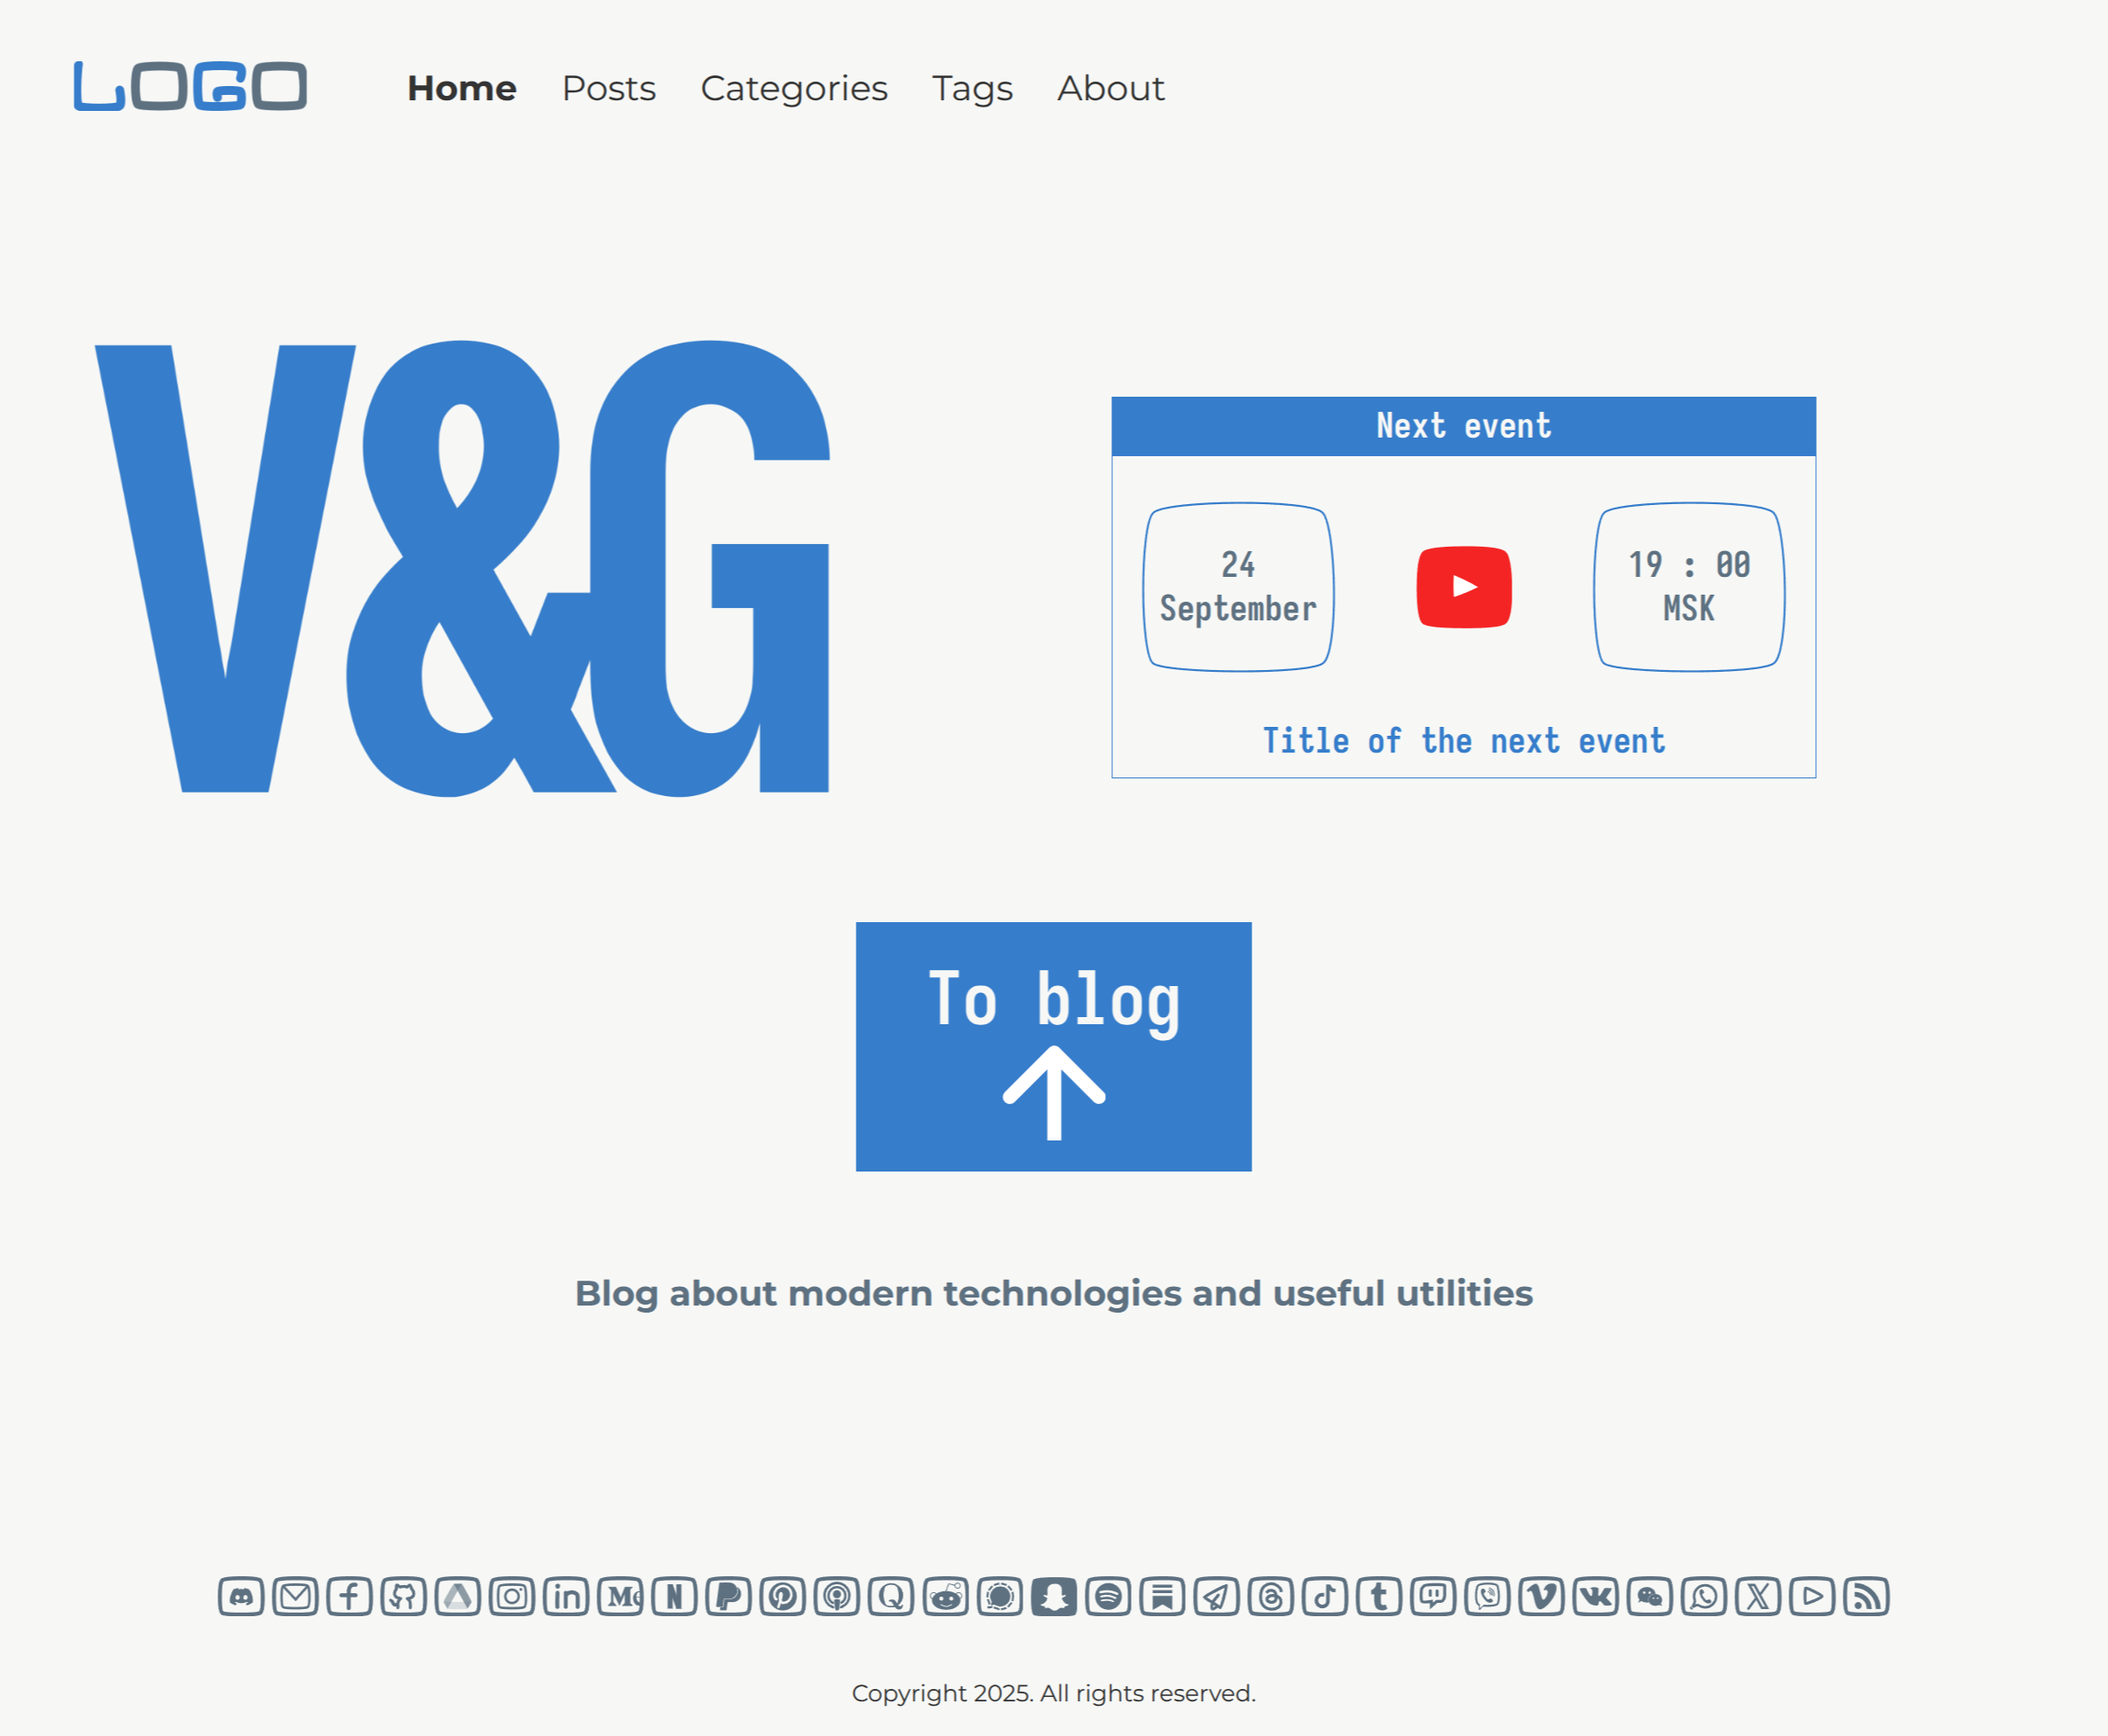 LOGO
Home Posts Categories Tags About
V&G
Next event
24
September
19 : 00
MSK
Title of the next event
To blog
Blog about modern technologies and useful utilities
Copyright 2025. All rights reserved.